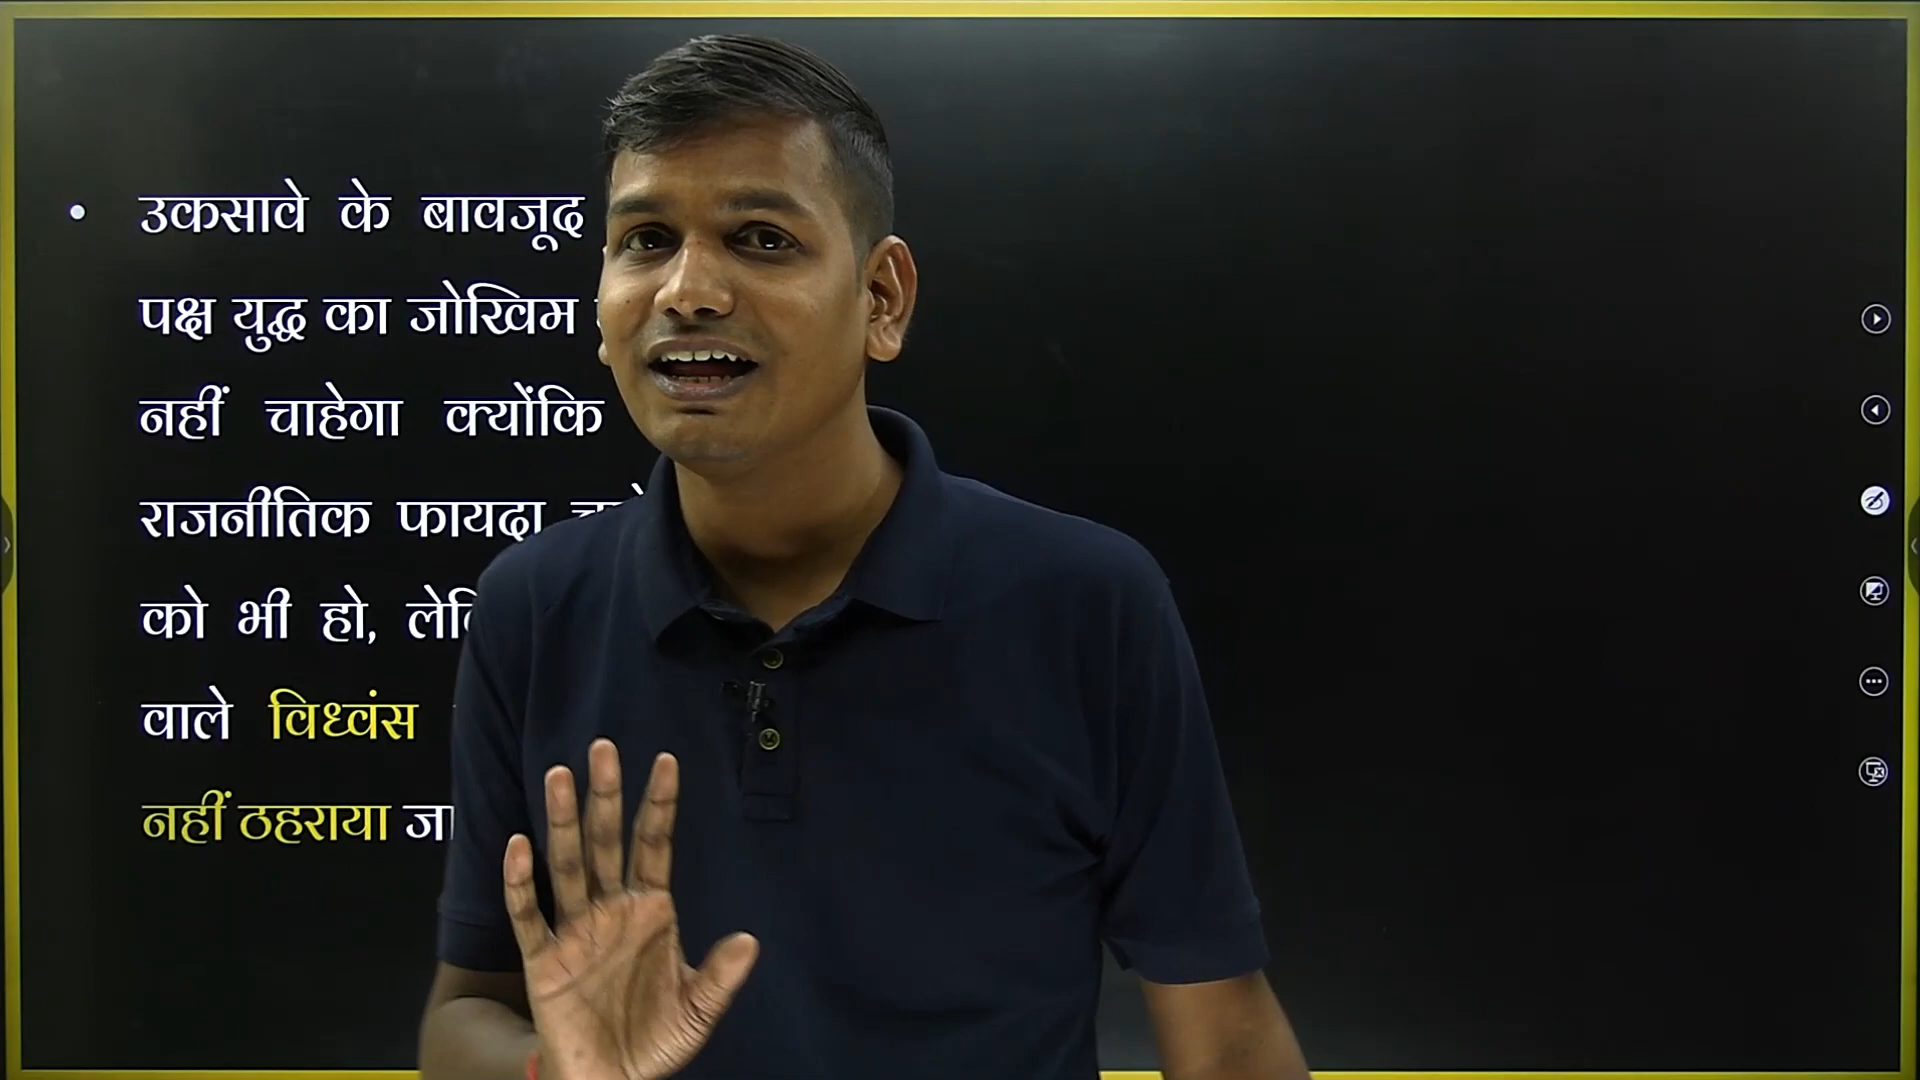 • उकसावे के बावजूद
पक्ष युद्ध का जोखिम
नहीं चाहेगा क्योंकि
राजनीतिक फायदा
को भी हो,
वाले विध्वंस
नहीं ठहराया